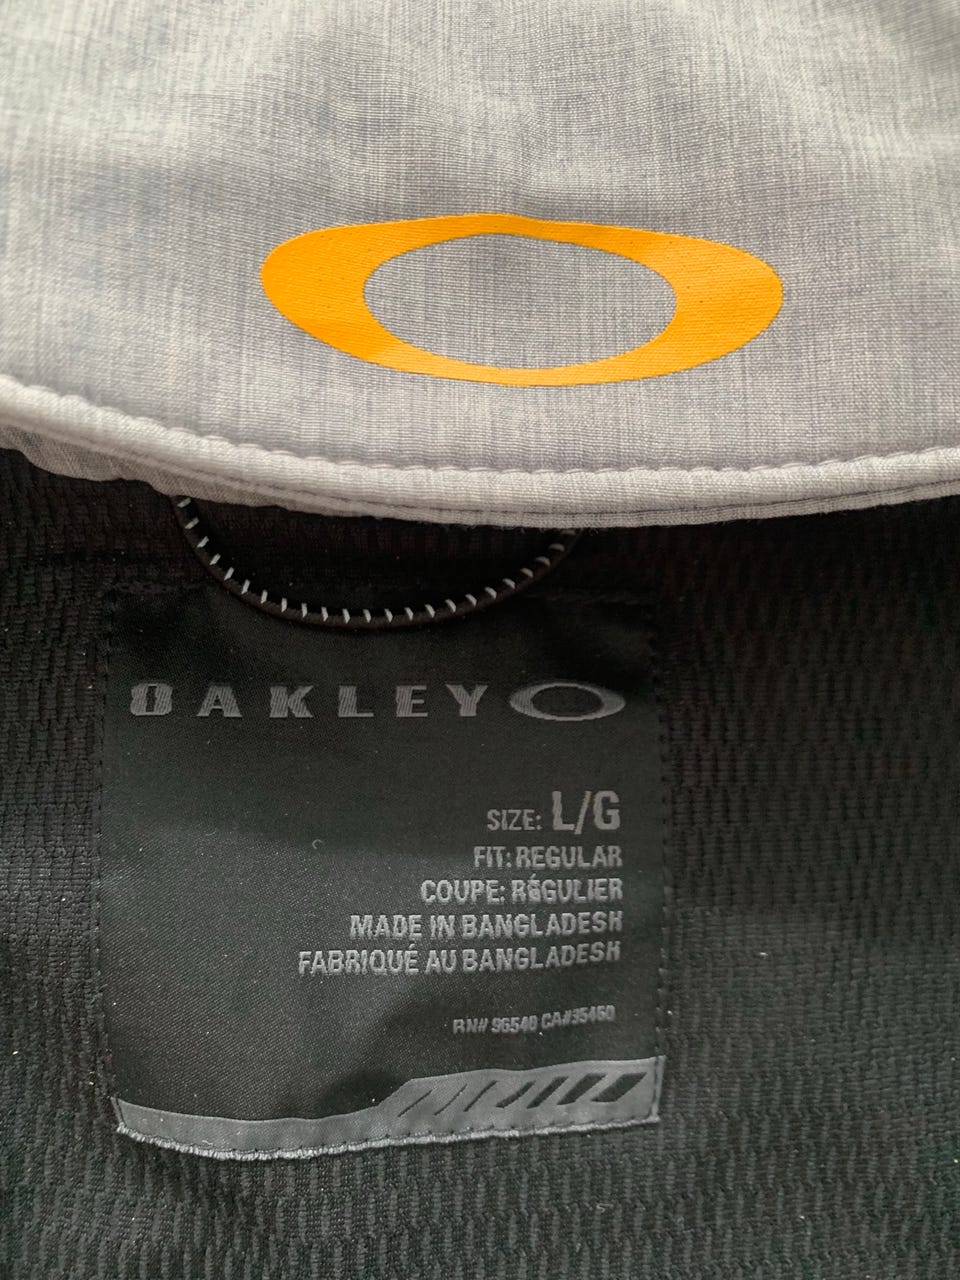 OAKLEY
SIZE: L/G
FIT: REGULAR
COUPE: RÉGULIER
MADE IN BANGLADESH
FABRIQUÉ AU BANGLADESH
RN# 96540 CA#35460